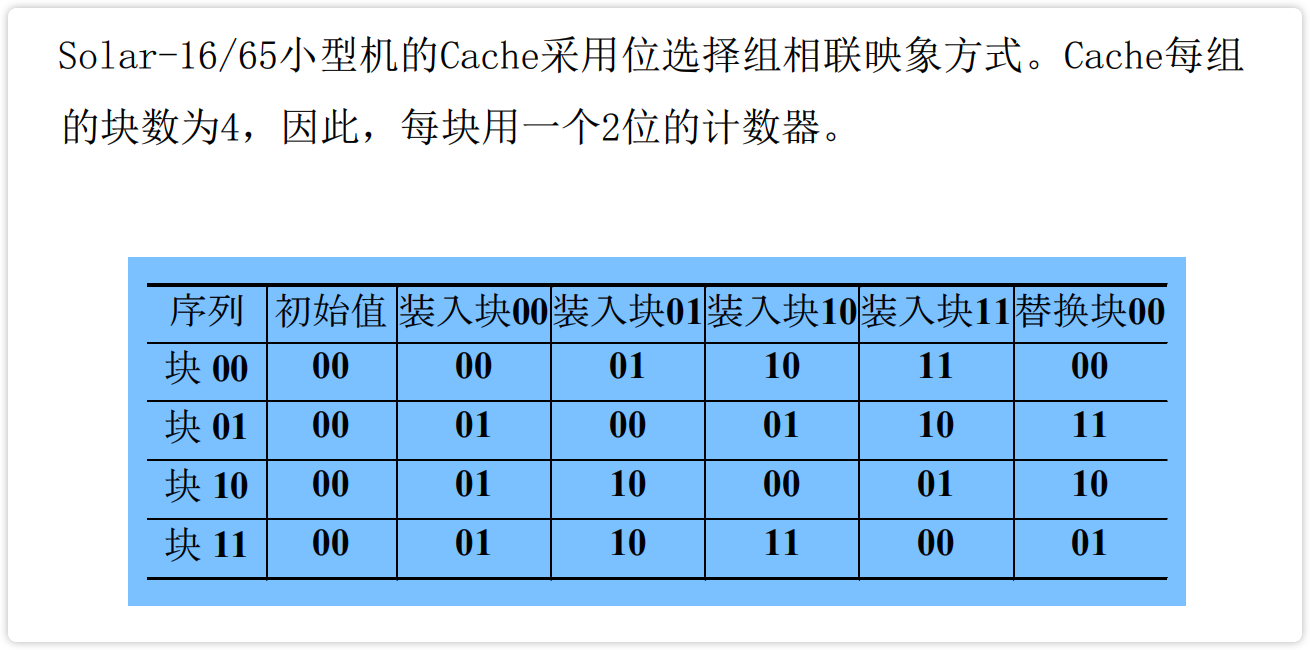 Solar-16/65小型机的Cache采用位选择组相联映象方式。Cache每组
的块数为4，因此，每块用一个2位的计数器。
序列 初始值 装入块00 装入块01 装入块10 装入块11 替换块00
块 00 00 00 01 10 11 00
块 01 00 01 00 01 10 11
块 10 00 01 10 00 01 10
块 11 00 01 10 11 00 01